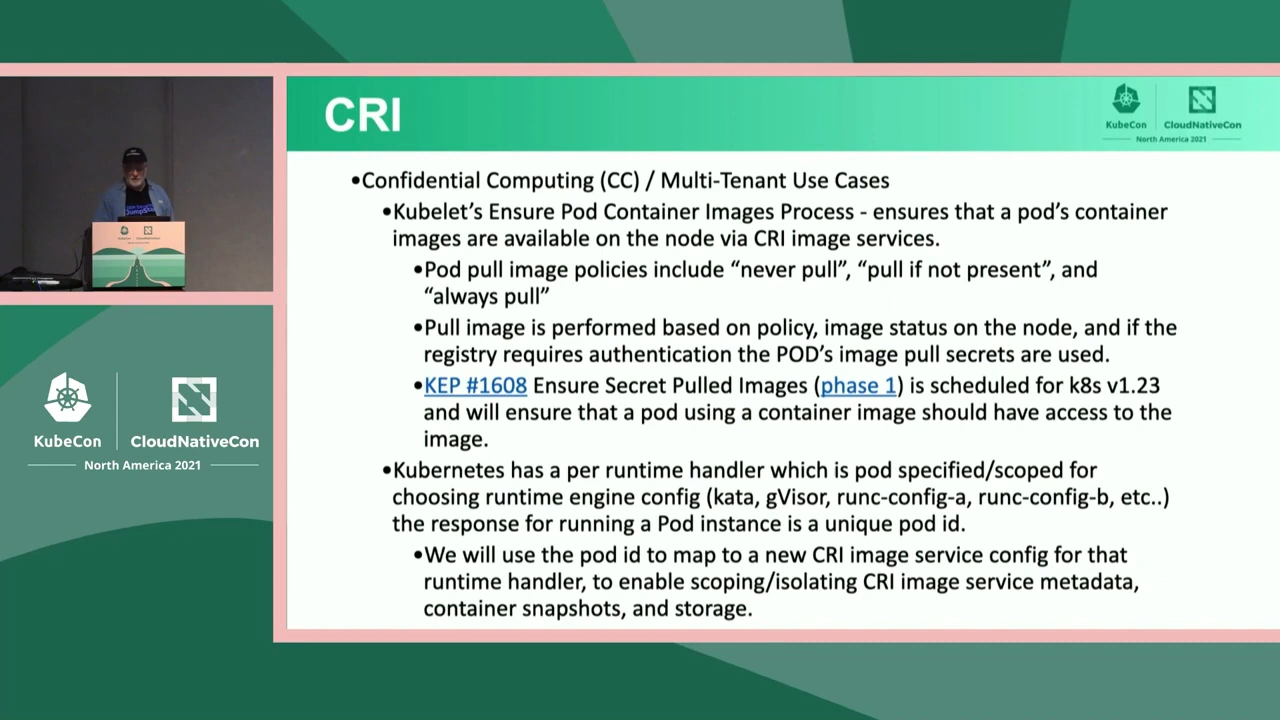 CRI
KubeCon
CloudNativeCon
North America 2021
•Confidential Computing (CC) / Multi-Tenant Use Cases
•Kubelet’s Ensure Pod Container Images Process - ensures that a pod’s container
images are available on the node via CRI image services.
•Pod pull image policies include “never pull”, “pull if not present”, and
“always pull”
•Pull image is performed based on policy, image status on the node, and if the
registry requires authentication the POD’s image pull secrets are used.
•KEP #1608 Ensure Secret Pulled Images (phase 1) is scheduled for k8s v1.23
and will ensure that a pod using a container image should have access to the
image.
•Kubernetes has a per runtime handler which is pod specified/scoped for
choosing runtime engine config (kata, gVisor, runc-config-a, runc-config-b, etc..)
the response for running a Pod instance is a unique pod id.
•We will use the pod id to map to a new CRI image service config for that
runtime handler, to enable scoping/isolating CRI image service metadata,
container snapshots, and storage.
KubeCon
CloudNativeCon
North America 2021